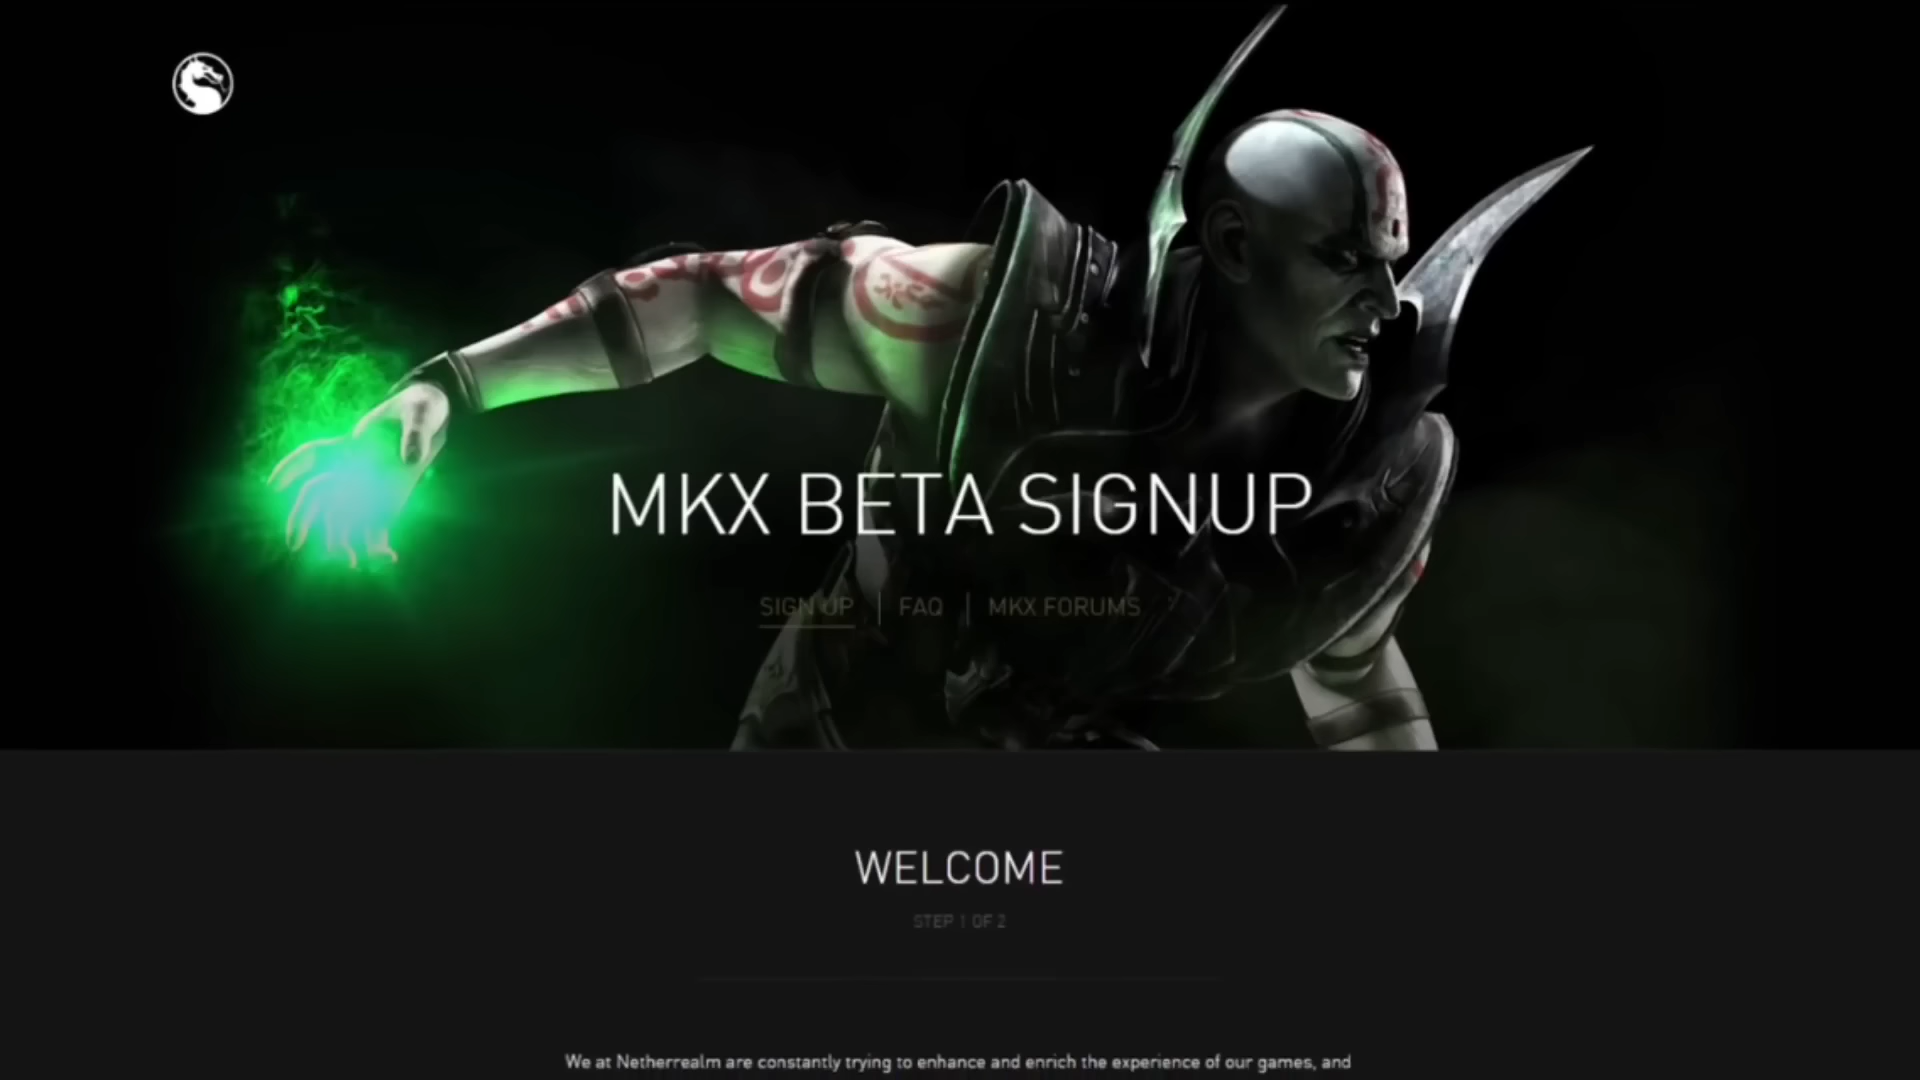 MKX BETA SIGNUP
SIGN UP | FAQ | MKX FORUMS
WELCOME
STEP 1 OF 2
We at Netherrealm are constantly trying to enhance and enrich the experience of our games, and